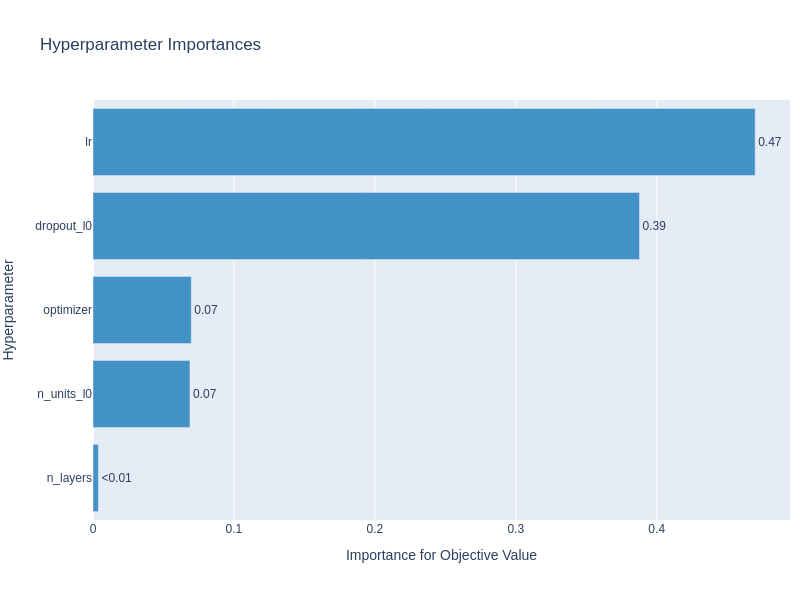 Hyperparameter Importances
Hyperparameter
lr
0.47
dropout_l0
0.39
optimizer
0.07
n_units_l0
0.07
n_layers
<0.01
0
0.1
0.2
0.3
0.4
Importance for Objective Value